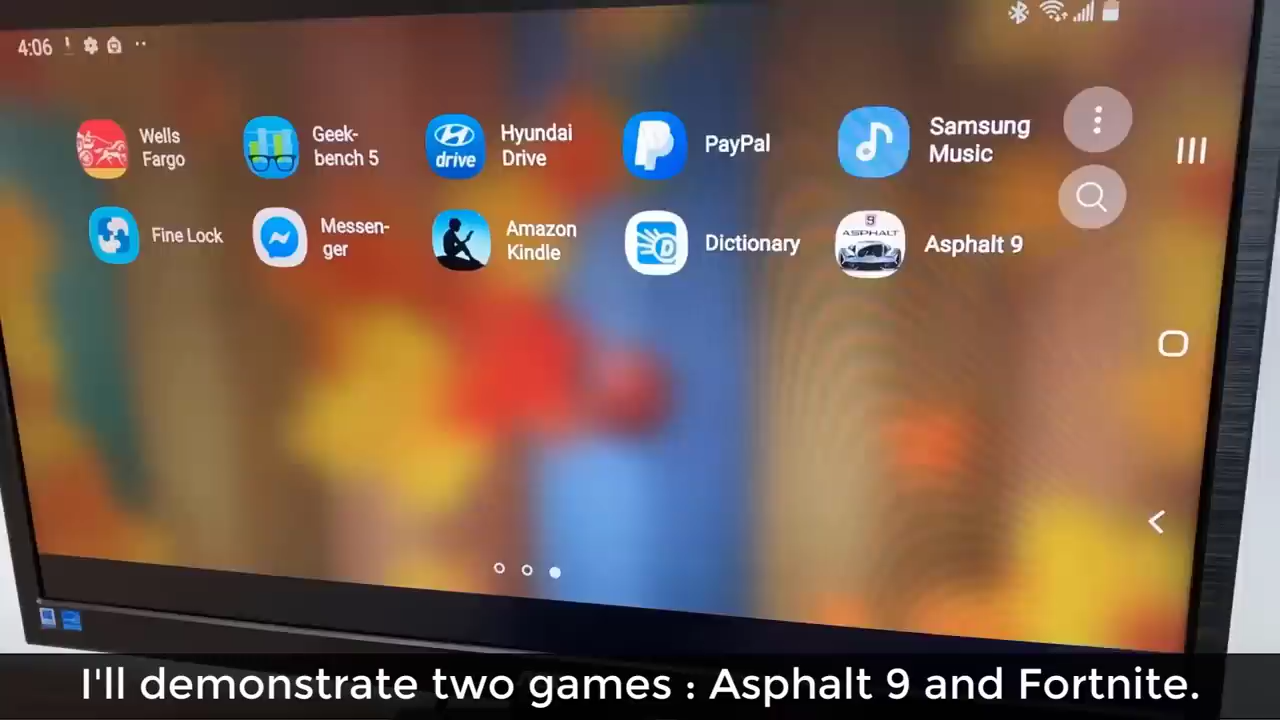 4:06
Wells
Fargo
Geek-
bench 5
drive
Hyundai
Drive
PayPal
Samsung
Music
Fine Lock
Messen-
ger
Amazon
Kindle
D
Dictionary
9
ASPHALT
Asphalt 9
I'll demonstrate two games : Asphalt 9 and Fortnite.